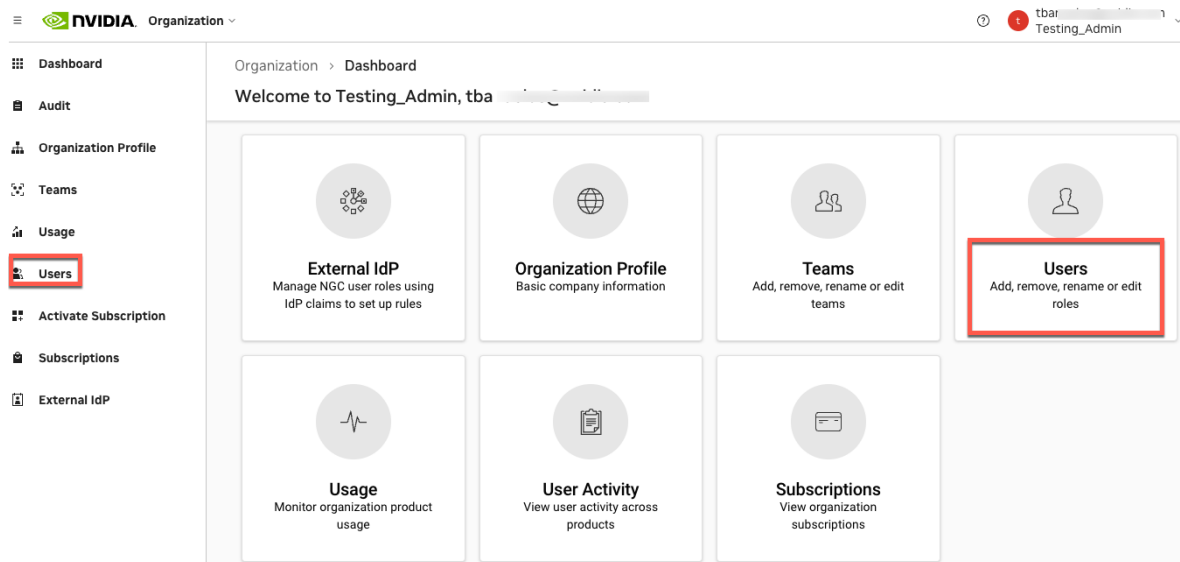 NVIDIA. Organization
t
Testing_Admin
Dashboard
Audit
Organization Profile
Teams
Usage
Users
Activate Subscription
Subscriptions
External IdP
Organization > Dashboard
Welcome to Testing_Admin, tba
External IdP
Manage NGC user roles using
IdP claims to set up rules
Organization Profile
Basic company information
Teams
Add, remove, rename or edit
teams
Users
Add, remove, rename or edit
roles
Usage
Monitor organization product
usage
User Activity
View user activity across
products
Subscriptions
View organization
subscriptions